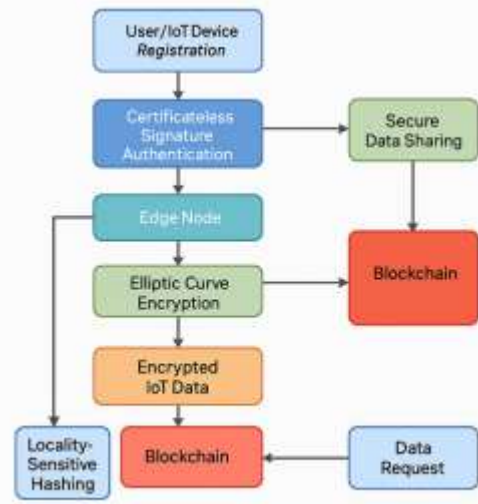 User/IoT Device
Registration
Certificateless
Signature
Authentication
Secure
Data Sharing
Edge Node
Elliptic Curve
Encryption
Blockchain
Encrypted
IoT Data
Locality-
Sensitive
Hashing
Blockchain
Data
Request